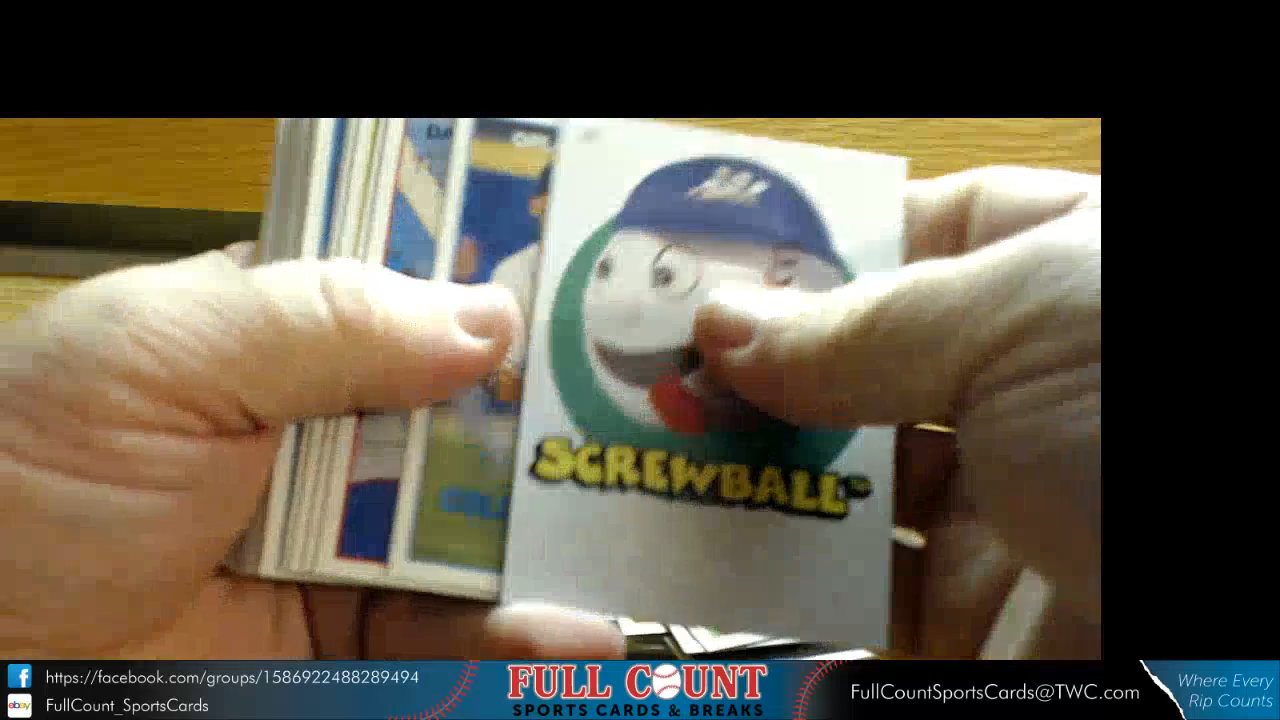 SCREWBALL™
https://facebook.com/groups/1586922488289494
FullCount_SportsCards
ebay
FULL COUNT
SPORTS CARDS & BREAKS
FullCountSportsCards@TWC.com
Where Every
Rip Counts